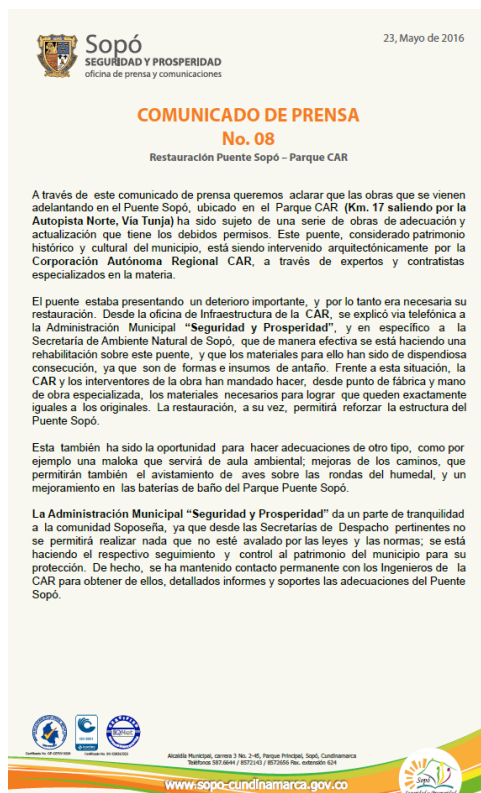 23, Mayo de 2016
Sopó
SEGURIDAD Y PROSPERIDAD
oficina de prensa y comunicaciones
COMUNICADO DE PRENSA
No. 08
Restauración Puente Sopó – Parque CAR
A través de este comunicado de prensa queremos aclarar que las obras que se vienen
adelantando en el Puente Sopó, ubicado en el Parque CAR (Km. 17 saliendo por la
Autopista Norte, Vía Tunja) ha sido sujeto de una serie de obras de adecuación y
actualización que tiene los debidos permisos. Este puente, considerado patrimonio
histórico y cultural del municipio, está siendo intervenido arquitectónicamente por la
Corporación Autónoma Regional CAR, a través de expertos y contratistas
especializados en la materia.
El puente estaba presentando un deterioro importante, y por lo tanto era necesaria su
restauración. Desde la oficina de Infraestructura de la CAR, se explicó vía telefónica a
la Administración Municipal “Seguridad y Prosperidad”, y en específico a la
Secretaría de Ambiente Natural de Sopó, que de manera efectiva se está haciendo una
rehabilitación sobre este puente, y que los materiales para ello han sido de dispendiosa
consecución, ya que son de formas e insumos de antaño. Frente a esta situación, la
CAR y los interventores de la obra han mandado hacer, desde punto de fábrica y mano
de obra especializada, los materiales necesarios para lograr que queden exactamente
iguales a los originales. La restauración, a su vez, permitirá reforzar la estructura del
Puente Sopó.
Esta también ha sido la oportunidad para hacer adecuaciones de otro tipo, como por
ejemplo una maloka que servirá de aula ambiental; mejoras de los caminos, que
permitirán también el avistamiento de aves sobre las rondas del humedal, y un
mejoramiento en las baterías de baño del Parque Puente Sopó.
La Administración Municipal “Seguridad y Prosperidad” da un parte de tranquilidad
a la comunidad Soposeña, ya que desde las Secretarías de Despacho pertinentes no
se permitirá realizar nada que no esté avalado por las leyes y las normas; se está
haciendo el respectivo seguimiento y control al patrimonio del municipio para su
protección. De hecho, se ha mantenido contacto permanente con los Ingenieros de la
CAR para obtener de ellos, detallados informes y soportes las adecuaciones del Puente
Sopó.
IQNet
Alcaldía Municipal, carrera 3 No. 2-45, Parque Principal, Sopó, Cundinamarca
Teléfonos 587.6644 / 8572143 / 8572656 Fax. extensión 624
www.sopo-cundinamarca.gov.co
Sopó